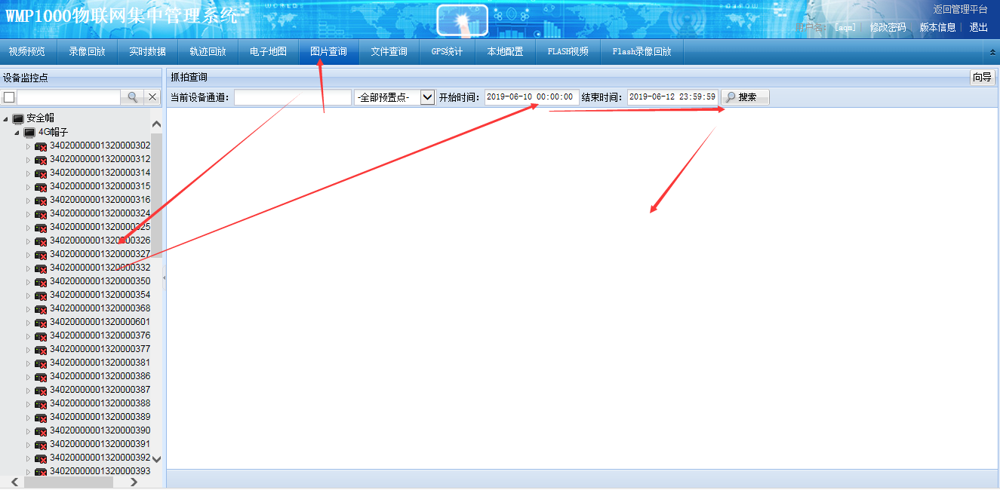 WMP1000物联网集中管理系统
返回管理平台
[aqm] 修改密码 版本信息 退出
视频预览 录像回放 实时数据 轨迹回放 电子地图 图片查询 文件查询 GPS统计 本地配置 FLASH视频 Flash录像回放
设备监控点
抓拍查询 向导
当前设备通道: -全部预置点- 开始时间: 2019-06-10 00:00:00 结束时间: 2019-06-12 23:59:59 搜索
安全帽
4G帽子
34020000001320000302
34020000001320000312
34020000001320000314
34020000001320000315
34020000001320000316
34020000001320000324
34020000001320000325
34020000001320000326
34020000001320000327
34020000001320000332
34020000001320000350
34020000001320000354
34020000001320000368
34020000001320000601
34020000001320000376
34020000001320000377
34020000001320000381
34020000001320000386
34020000001320000387
34020000001320000388
34020000001320000389
34020000001320000390
34020000001320000391
34020000001320000392
34020000001320000393